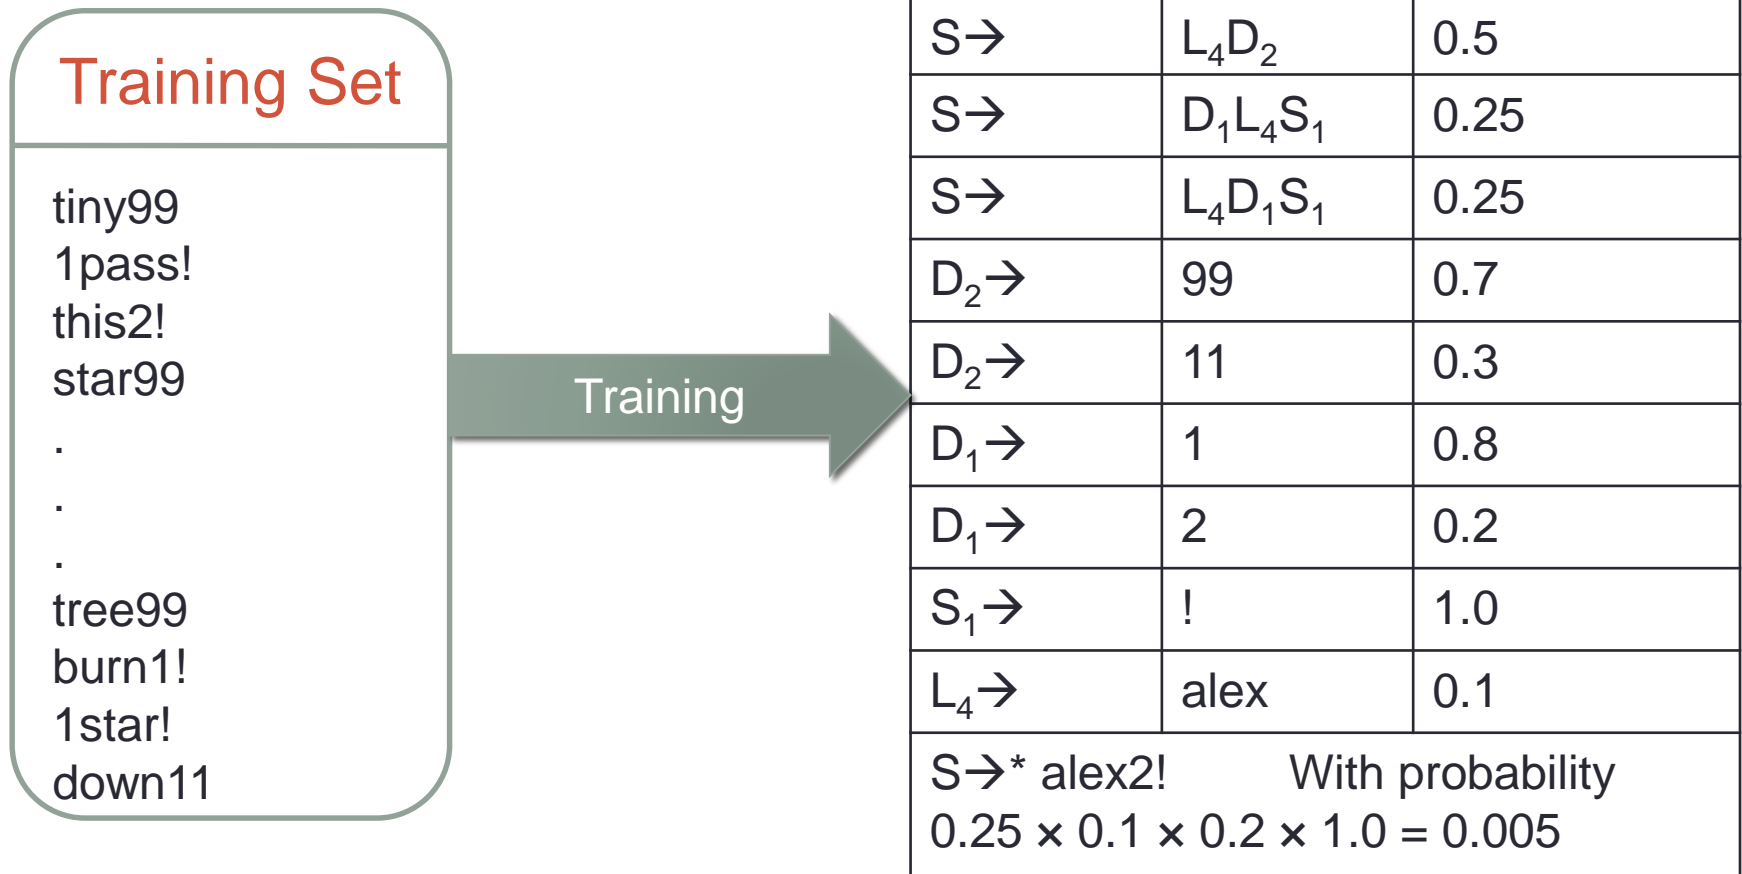 Training Set
tiny99
1pass!
this2!
star99
.
.
.
tree99
burn1!
1star!
down11
Training
S→ L₄D₂ 0.5
S→ D₁L₄S₁ 0.25
S→ L₄D₁S₁ 0.25
D₂→ 99 0.7
D₂→ 11 0.3
D₁→ 1 0.8
D₁→ 2 0.2
S₁→ ! 1.0
L₄→ alex 0.1
S→* alex2! With probability
0.25 × 0.1 × 0.2 × 1.0 = 0.005